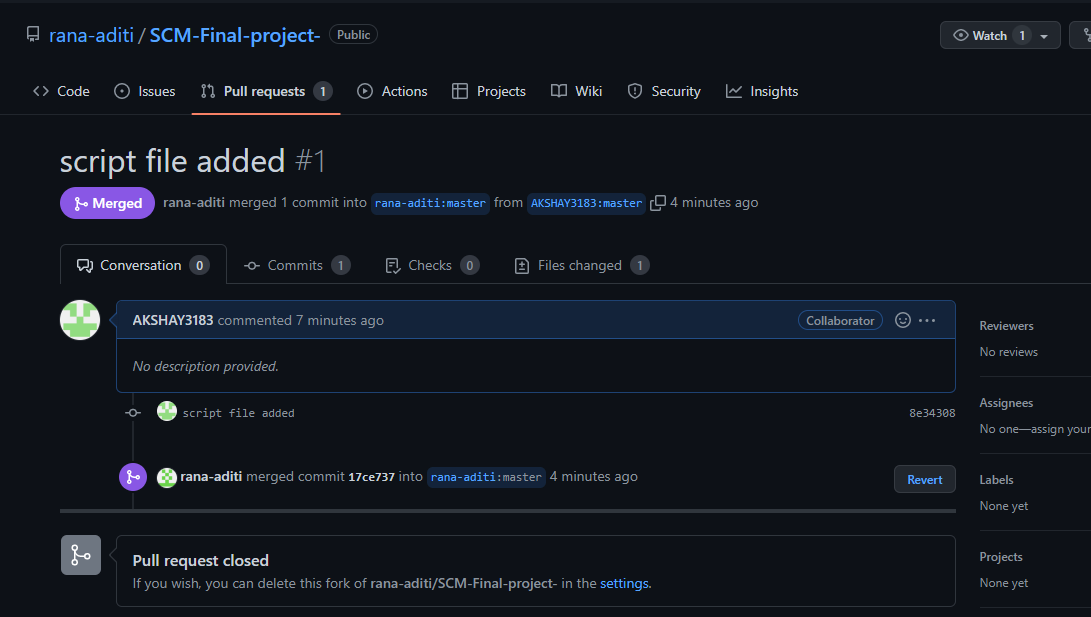 rana-aditi / SCM-Final-project- Public
Watch 1
Code Issues Pull requests 1 Actions Projects Wiki Security Insights
script file added #1
Merged rana-aditi merged 1 commit into rana-aditi:master from AKSHAY3183:master 4 minutes ago
Conversation 0 Commits 1 Checks 0 Files changed 1
AKSHAY3183 commented 7 minutes ago Collaborator
No description provided.
script file added 8e34308
rana-aditi merged commit 17ce737 into rana-aditi:master 4 minutes ago Revert
Pull request closed
If you wish, you can delete this fork of rana-aditi/SCM-Final-project- in the settings.
Reviewers
No reviews
Assignees
No one—assign your
Labels
None yet
Projects
None yet